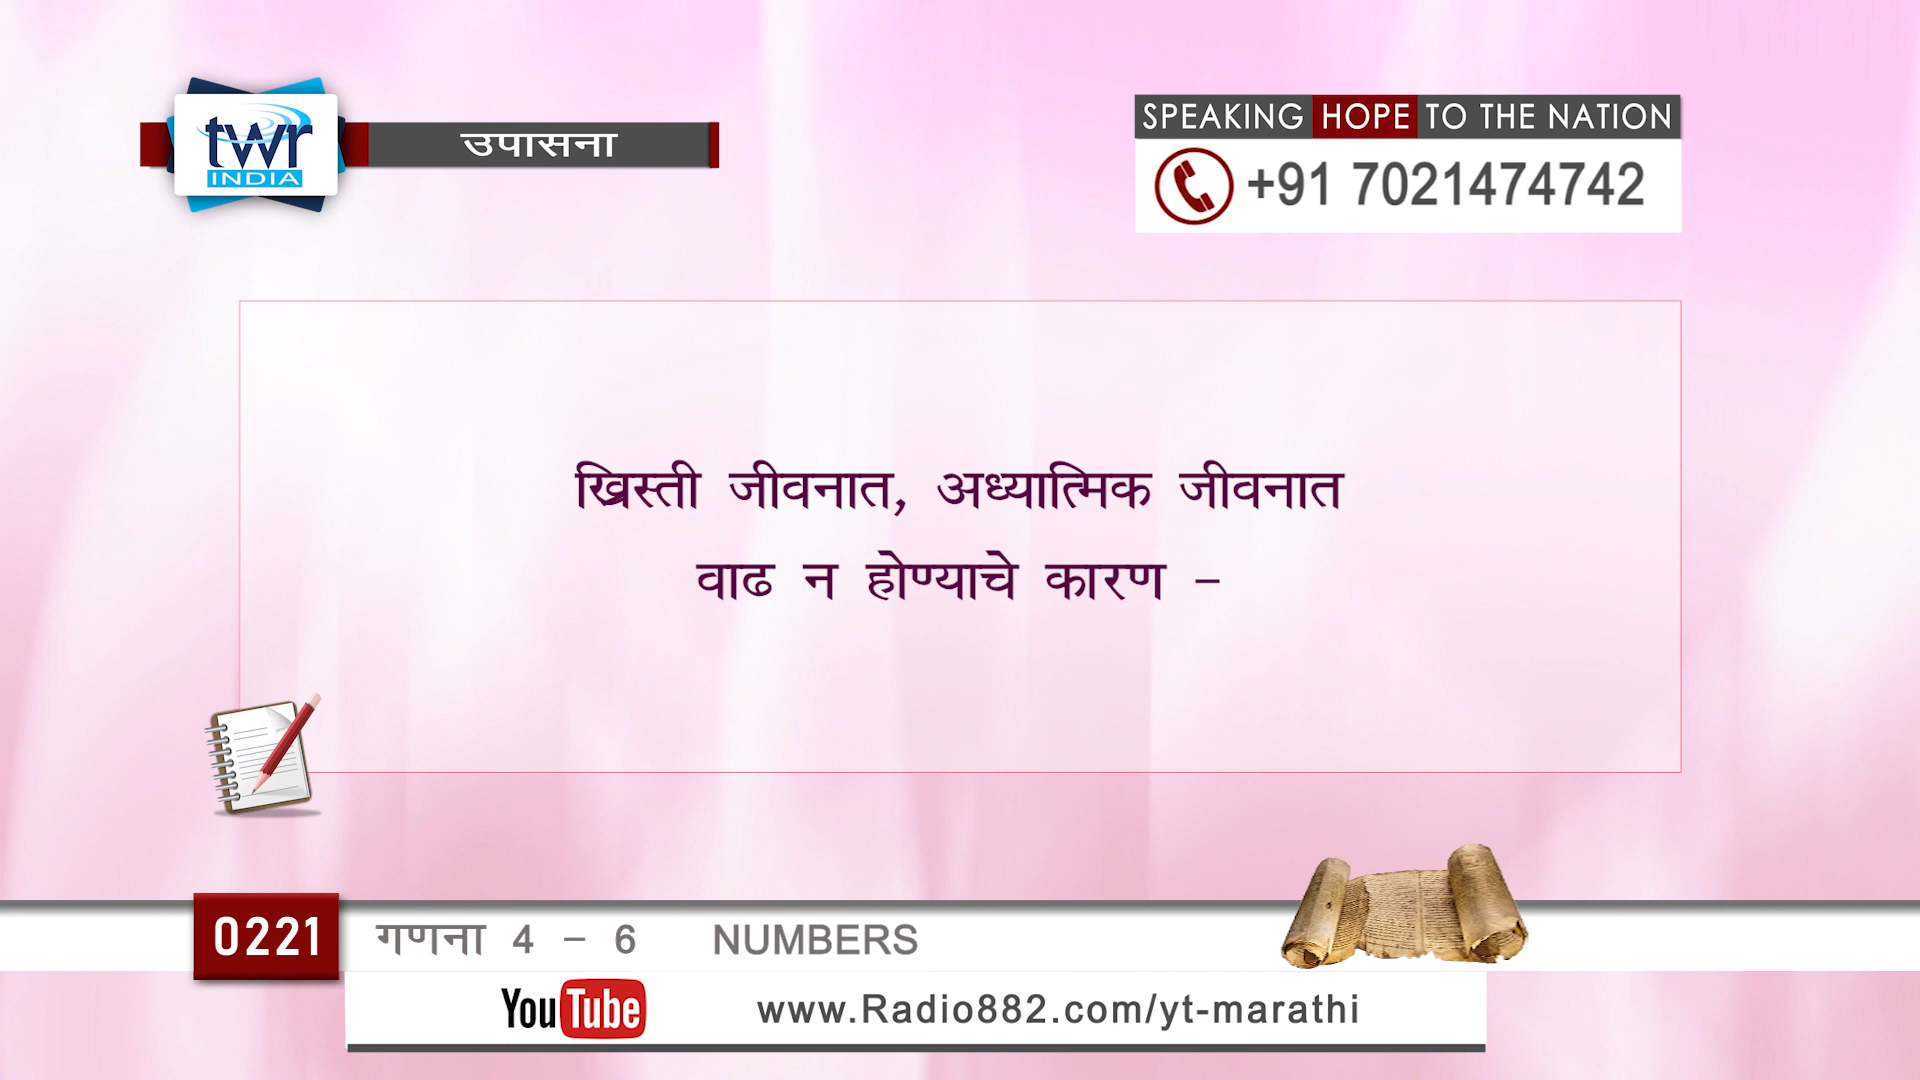 twr
INDIA
उपासना
SPEAKING HOPE TO THE NATION
+91 7021474742
ख्रिस्ती जीवनात, अध्यात्मिक जीवनात
वाढ न होण्याचे कारण –
0221 गणना 4 – 6 NUMBERS
YouTube www.Radio882.com/yt-marathi